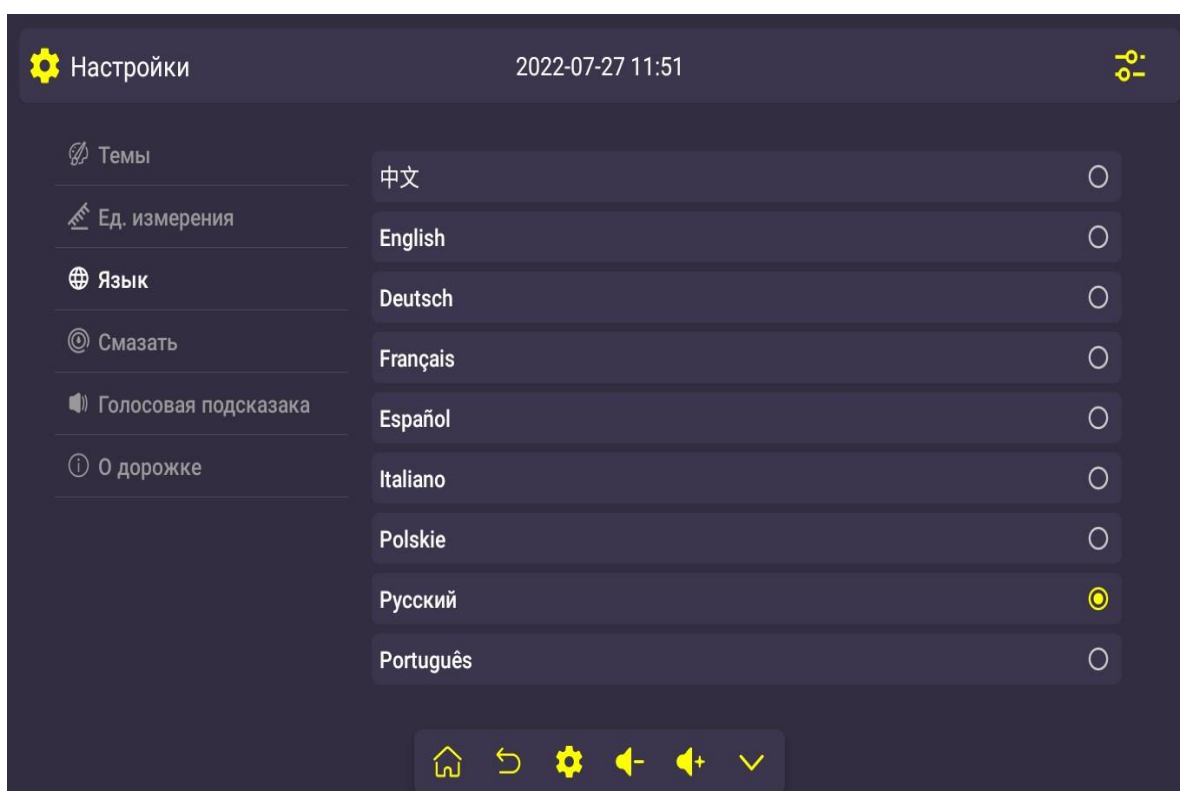 Настройки
2022-07-27 11:51
Темы
Ед. измерения
Язык
Смазать
Голосовая подсказака
О дорожке
中文
English
Deutsch
Français
Español
Italiano
Polskie
Русский
Português